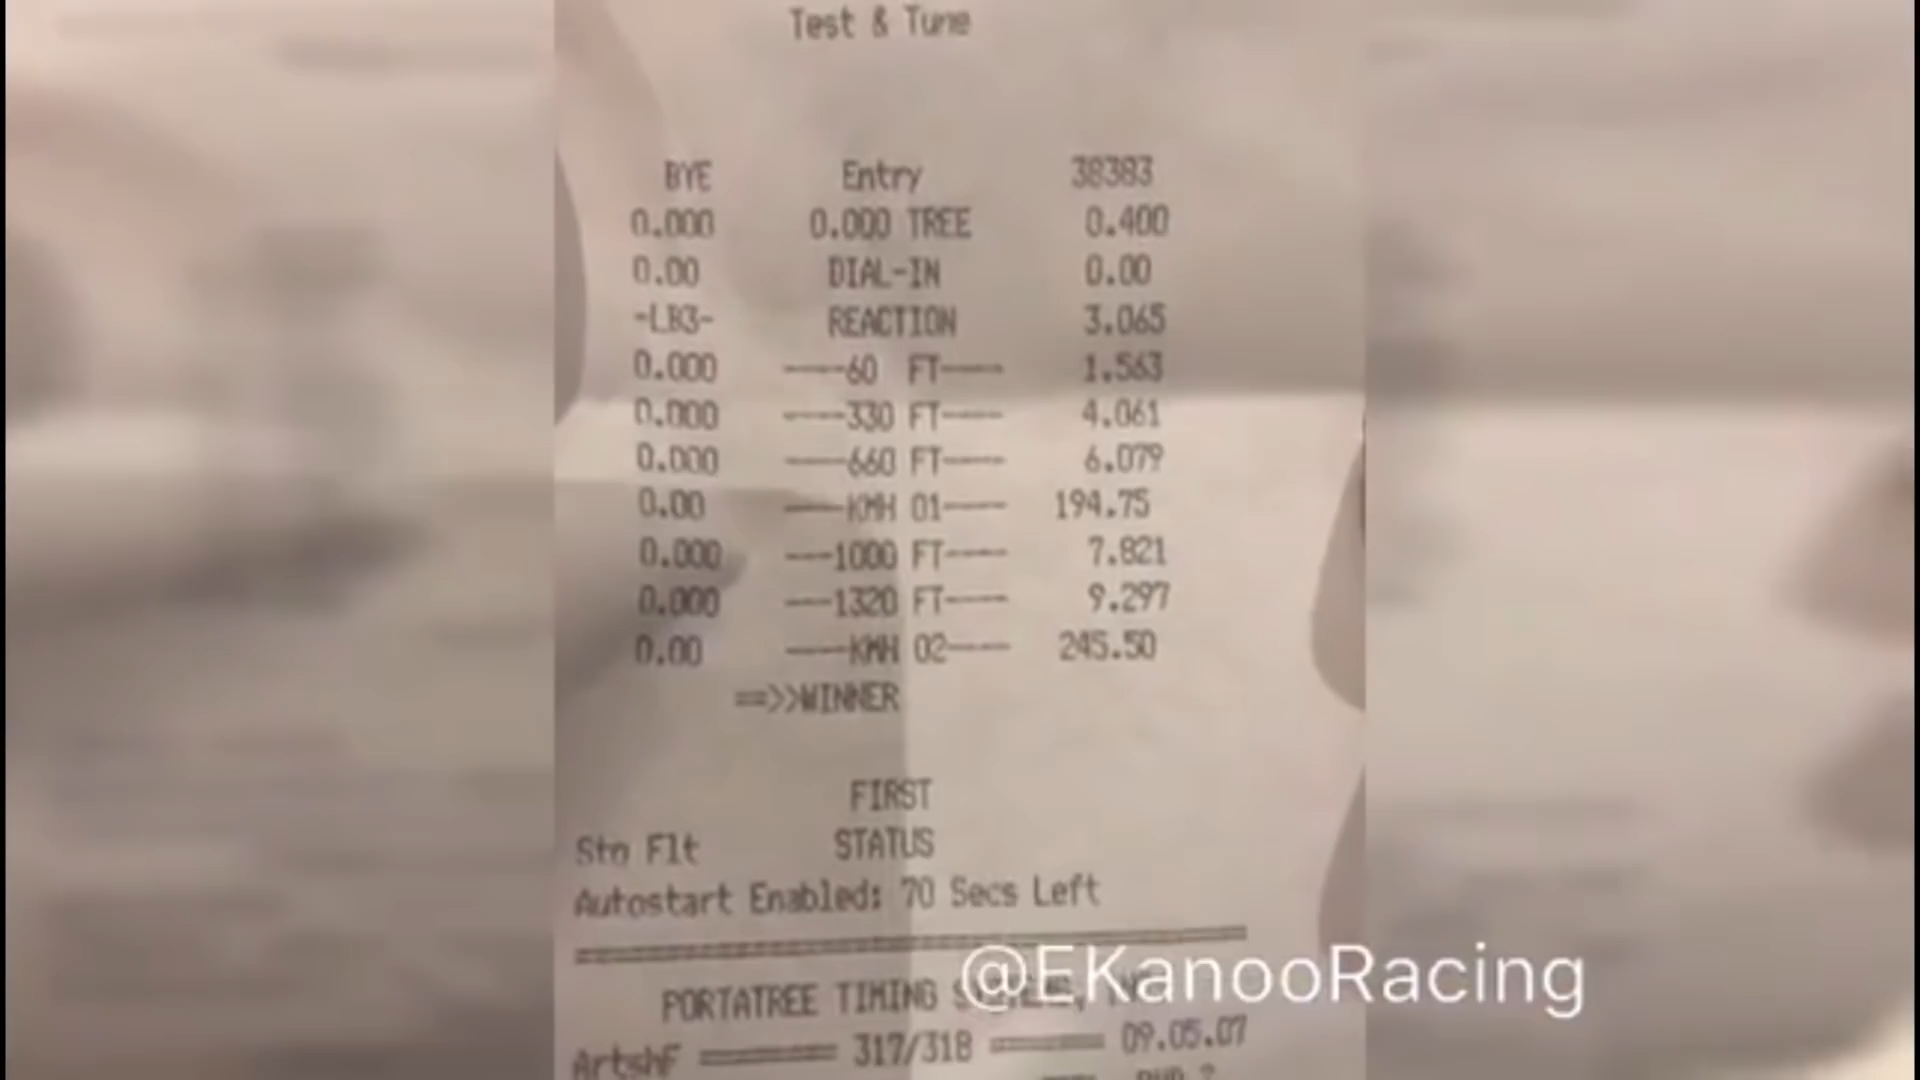 Test & Tune
BYE Entry 38383
0.000 0.000 TREE 0.400
0.00 DIAL-IN 0.00
-LB3- REACTION 3.065
0.000 ----60 FT---- 1.563
0.000 ----330 FT---- 4.061
0.000 ----660 FT---- 6.079
0.00 ----KMH 01---- 194.75
0.000 ---1000 FT---- 7.821
0.000 ---1320 FT---- 9.297
0.00 ----KMH 02---- 245.50
==>>WINNER
FIRST
Stn Flt STATUS
Autostart Enabled: 70 Secs Left
@EKanooRacing
PORTATREE TIMING
ArtshF ======== 317/318 ======= 09.05.07